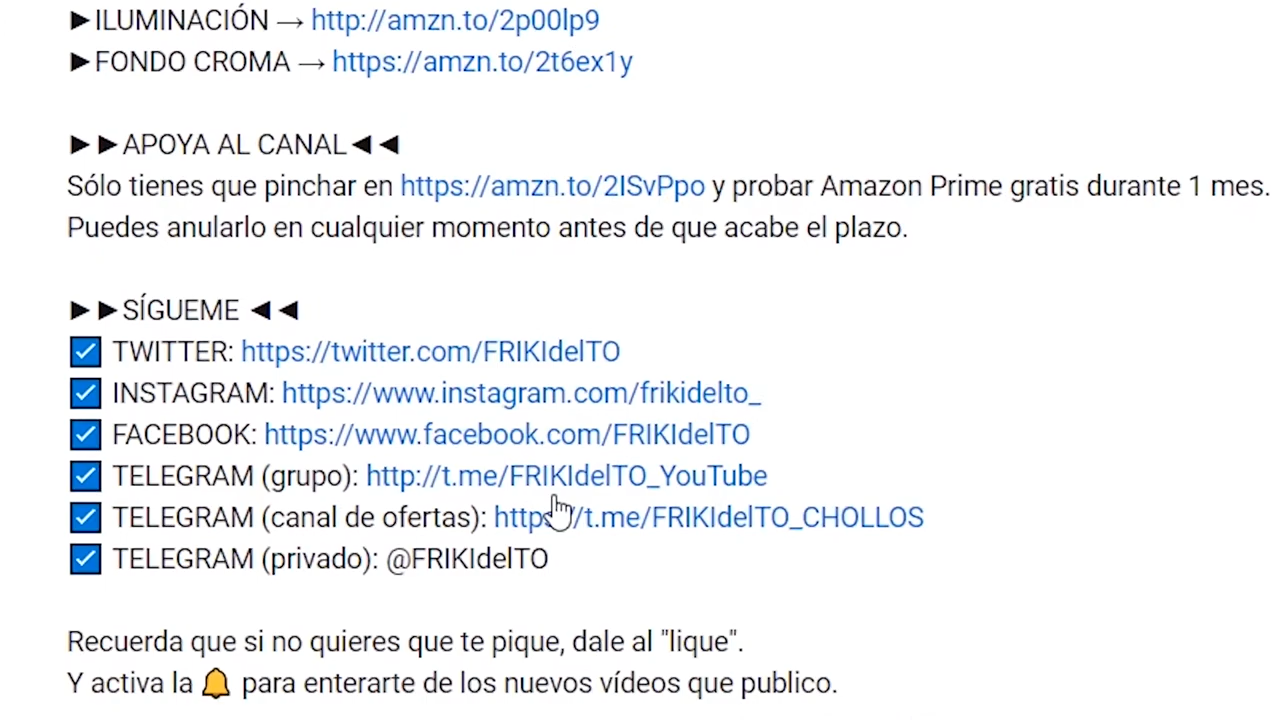 ►ILUMINACIÓN → http://amzn.to/2p00lp9
►FONDO CROMA → https://amzn.to/2t6ex1y
►►APOYA AL CANAL◄◄
Sólo tienes que pinchar en https://amzn.to/2ISvPpo y probar Amazon Prime gratis durante 1 mes.
Puedes anularlo en cualquier momento antes de que acabe el plazo.
►►SÍGUEME ◄◄
☑ TWITTER: https://twitter.com/FRIKIdelTO
☑ INSTAGRAM: https://www.instagram.com/frikidelto_
☑ FACEBOOK: https://www.facebook.com/FRIKIdelTO
☑ TELEGRAM (grupo): http://t.me/FRIKIdelTO_YouTube
☑ TELEGRAM (canal de ofertas): https://t.me/FRIKIdelTO_CHOLLOS
☑ TELEGRAM (privado): @FRIKIdelTO
Recuerda que si no quieres que te pique, dale al "lique".
Y activa la 🔔 para enterarte de los nuevos vídeos que publico.